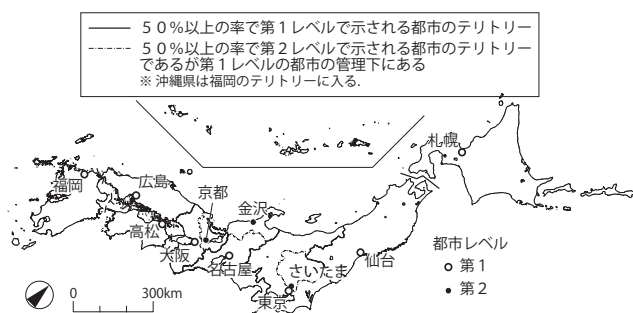 ５０％以上の率で第１レベルで示される都市のテリトリー
５０％以上の率で第２レベルで示される都市のテリトリー
であるが第１レベルの都市の管理下にある
※ 沖縄県は福岡のテリトリーに入る.
札幌
広島
福岡
京都
金沢
高松
大阪
名古屋
さいたま
仙台
東京
都市レベル
第１
第２
0 300km